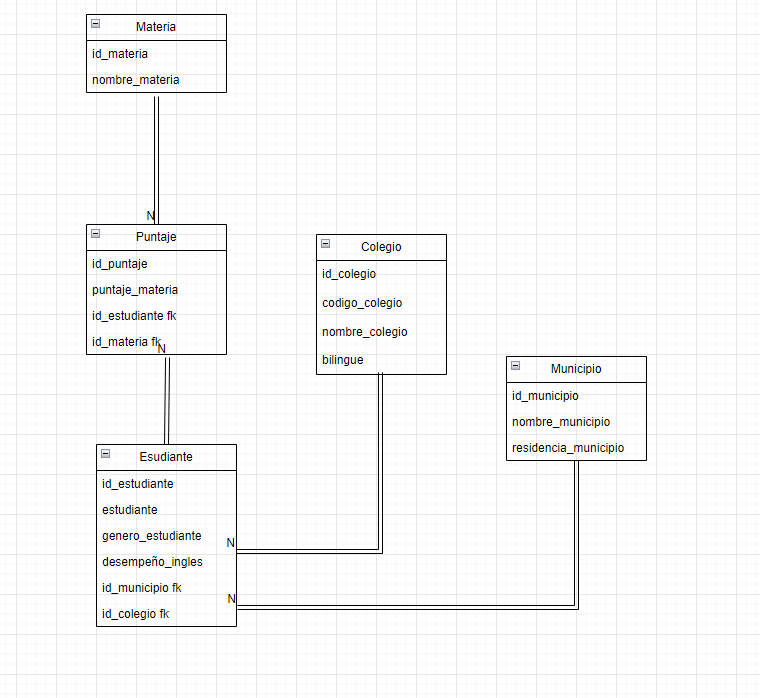 Materia
id_materia
nombre_materia
N
Puntaje
id_puntaje
puntaje_materia
id_estudiante fk
id_materia fk
N
Colegio
id_colegio
codigo_colegio
nombre_colegio
bilingue
Municipio
id_municipio
nombre_municipio
residencia_municipio
Esudiante
id_estudiante
estudiante
genero_estudiante
N
desempeño_ingles
id_municipio fk
N
id_colegio fk